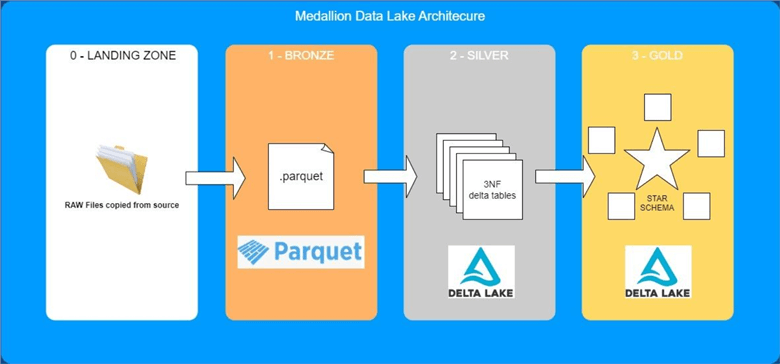 Medallion Data Lake Architecure
0 - LANDING ZONE
RAW Files copied from source
1 - BRONZE
.parquet
Parquet
2 - SILVER
3NF
delta tables
DELTA LAKE
3 - GOLD
STAR
SCHEMA
DELTA LAKE